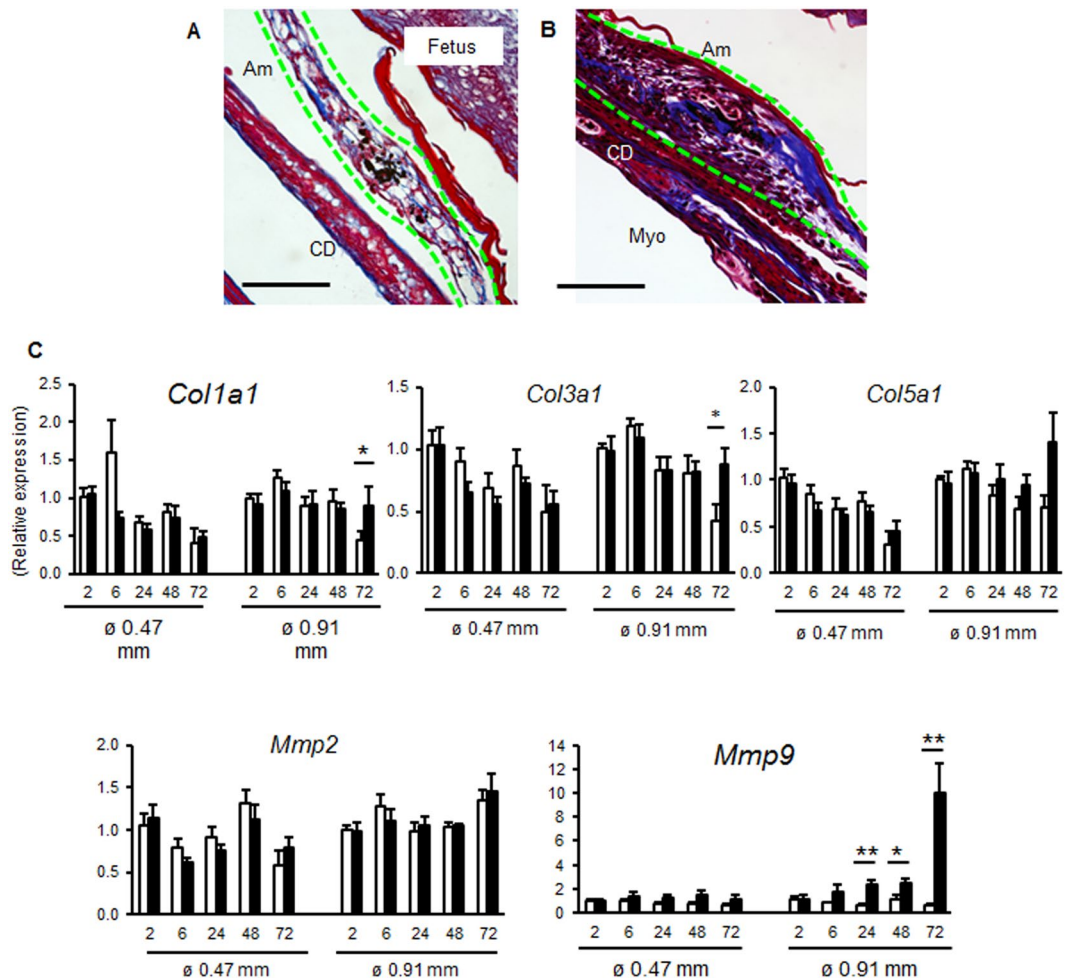 A
Fetus
Am
CD
B
Am
CD
Myo
C
(Relative expression)
Col1a1
2.5
2.0
1.5
1.0
0.5
0.0
*
2 6 24 48 72 2 6 24 48 72
ø 0.47
mm
ø 0.91
mm
Col3a1
1.5
1.0
0.5
0.0
*
2 6 24 48 72 2 6 24 48 72
ø 0.47 mm ø 0.91 mm
Col5a1
2.0
1.5
1.0
0.5
0.0
2 6 24 48 72 2 6 24 48 72
ø 0.47 mm ø 0.91 mm
Mmp2
2.0
1.5
1.0
0.5
0.0
2 6 24 48 72 2 6 24 48 72
ø 0.47 mm ø 0.91 mm
Mmp9
14
12
10
8
6
4
2
0
** * **
2 6 24 48 72 2 6 24 48 72
ø 0.47 mm ø 0.91 mm